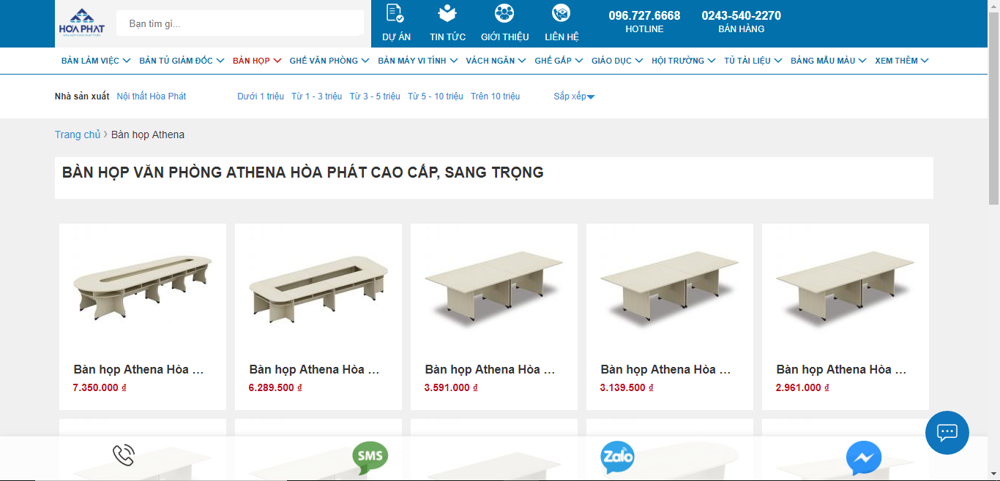 HÒA PHÁT
Bạn tìm gì...
DỰ ÁN
TIN TỨC
GIỚI THIỆU
LIÊN HỆ
096.727.6668
HOTLINE
0243-540-2270
BÁN HÀNG
BÀN LÀM VIỆC
BÀN TỦ GIÁM ĐỐC
BÀN HỌP
GHẾ VĂN PHÒNG
BÀN MÁY VI TÍNH
VÁCH NGĂN
GHẾ GẤP
GIÁO DỤC
HỘI TRƯỜNG
TỦ TÀI LIỆU
BẢNG MẪU MÀU
XEM THÊM
Nhà sản xuất Nội thất Hòa Phát
Dưới 1 triệu Từ 1 - 3 triệu Từ 3 - 5 triệu Từ 5 - 10 triệu Trên 10 triệu
Sắp xếp
Trang chủ › Bàn họp Athena
BÀN HỌP VĂN PHÒNG ATHENA HÒA PHÁT CAO CẤP, SANG TRỌNG
Bàn họp Athena Hòa ...
7.350.000 ₫
Bàn họp Athena Hòa ...
6.289.500 ₫
Bàn họp Athena Hòa ...
3.591.000 ₫
Bàn họp Athena Hòa ...
3.139.500 ₫
Bàn họp Athena Hòa ...
2.961.000 ₫
SMS
Zalo